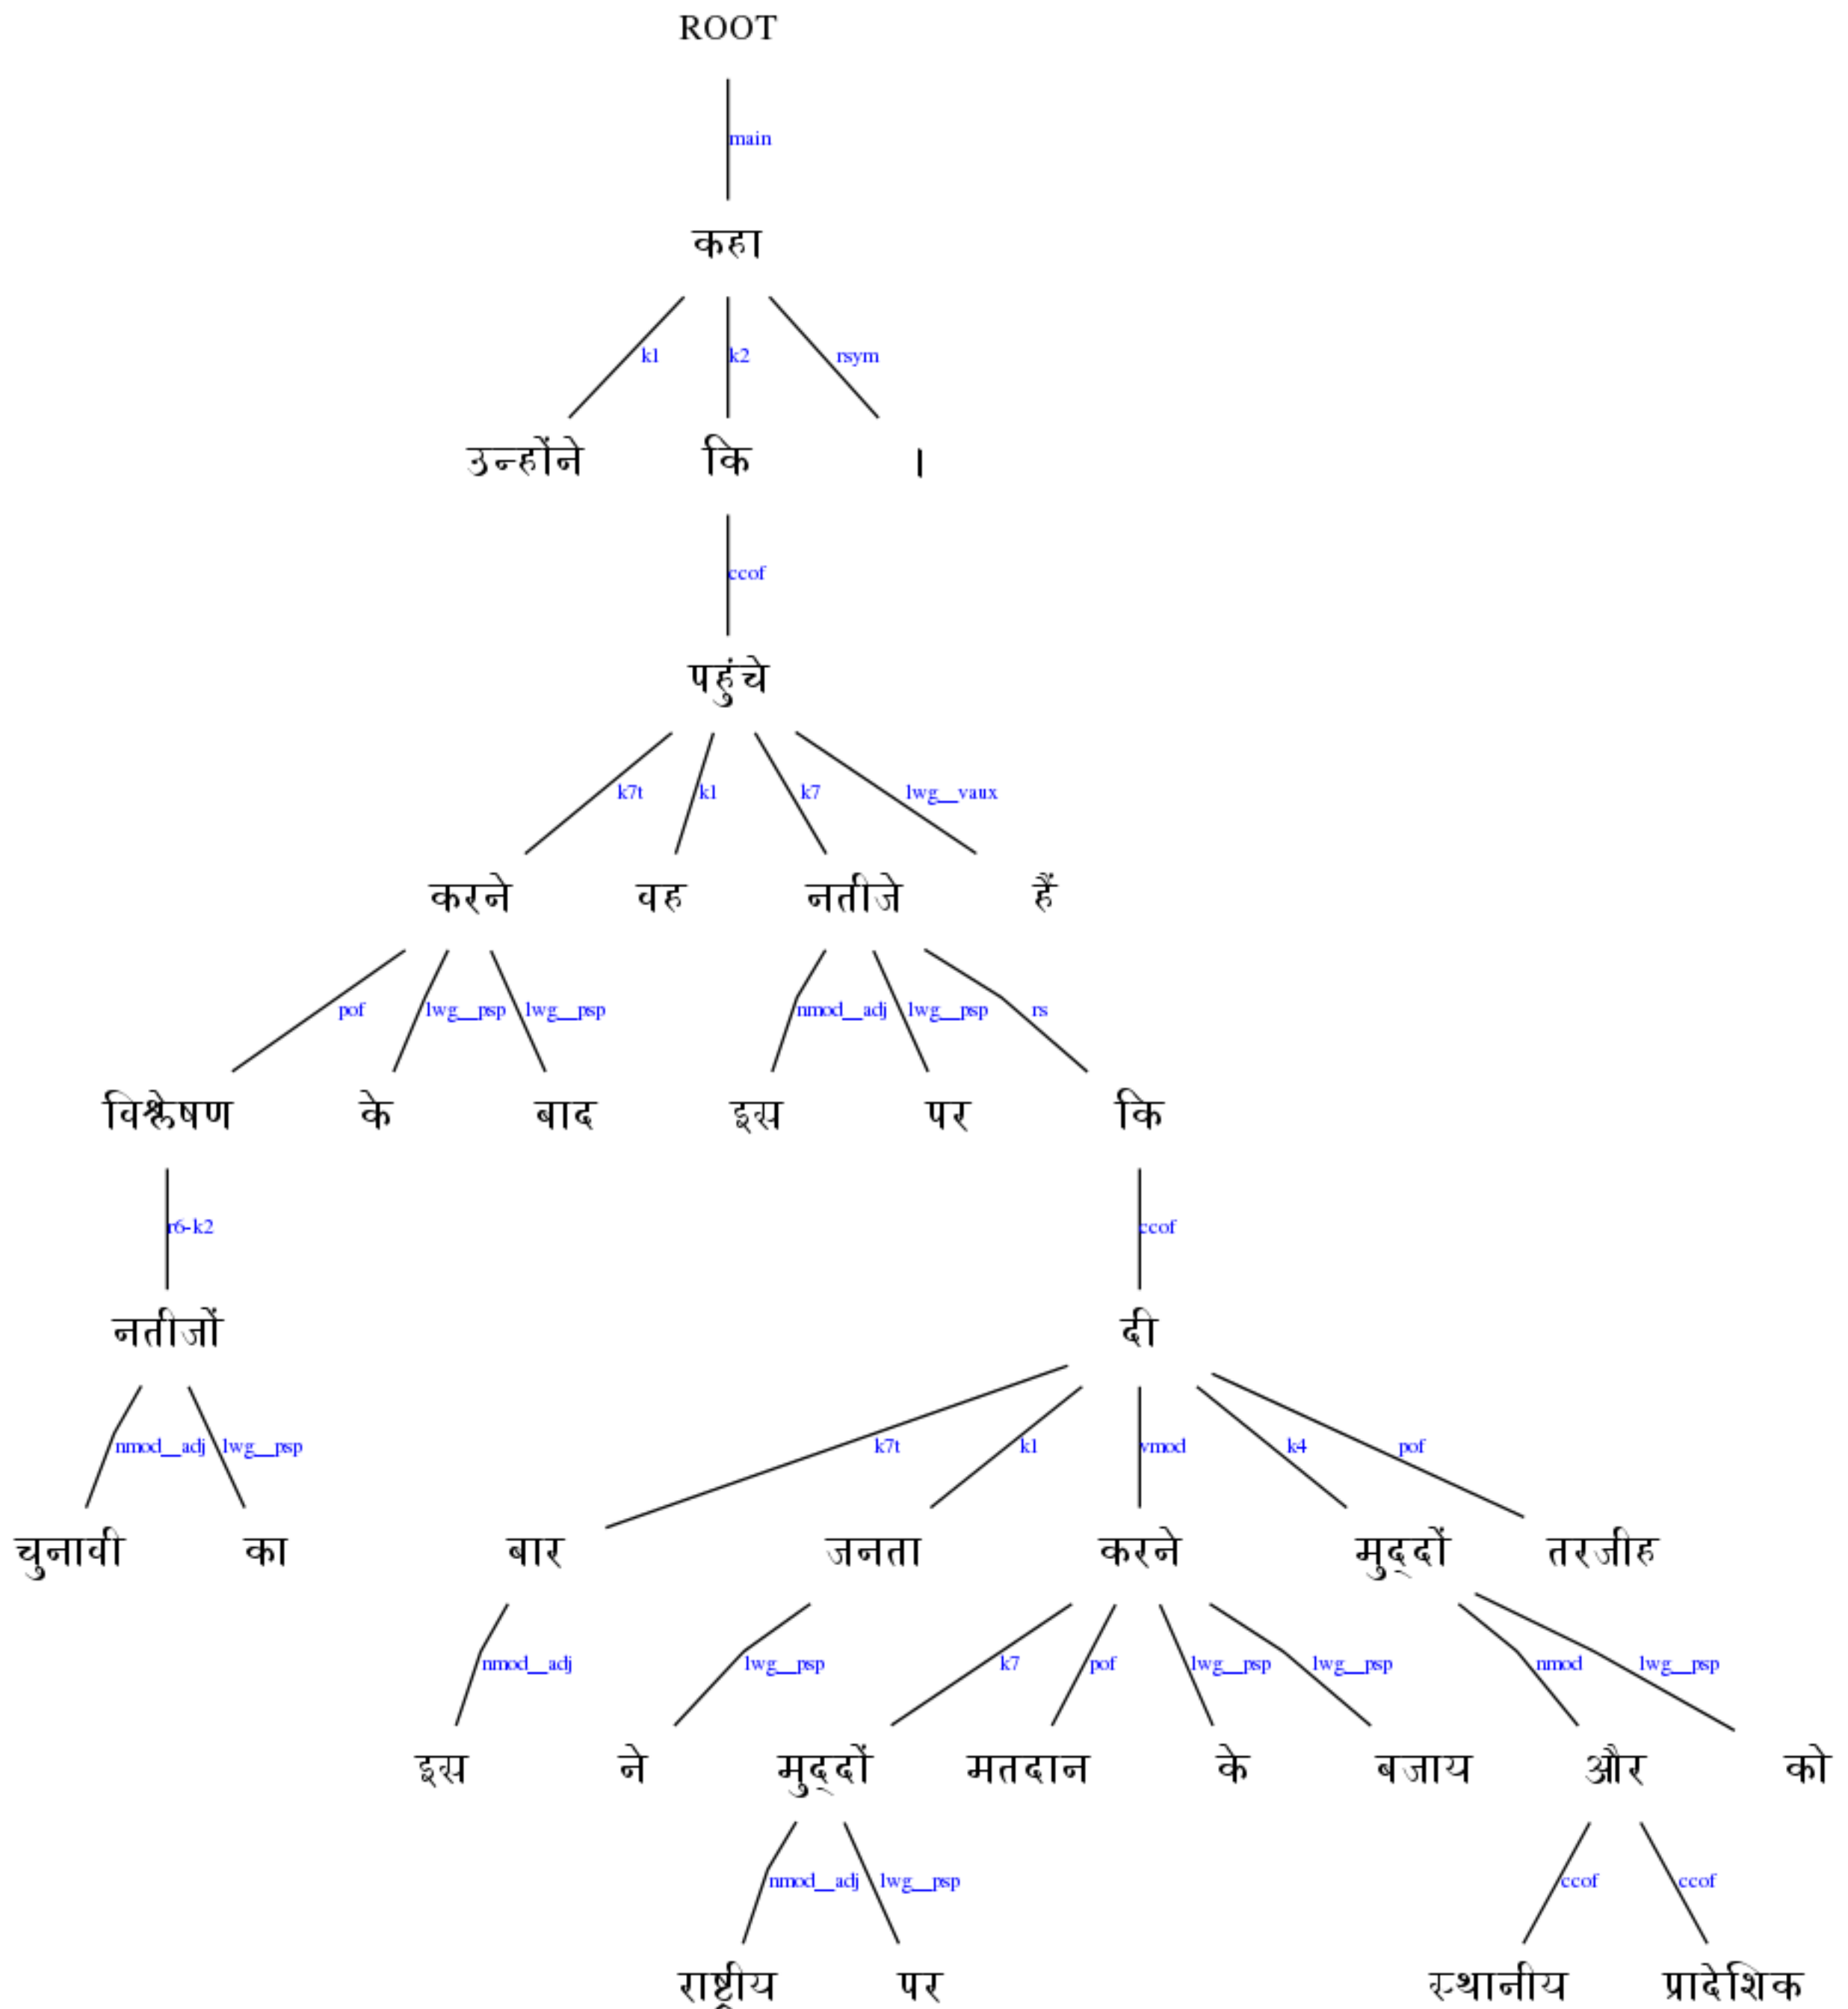 ROOT
main
कहा
k1 k2 rsym
उन्होंने कि ।
ccof
पहुंचे
k7t k1 k7 lwg__vaux
करने वह नतीजे हैं
pof lwg__psp lwg__psp nmod__adj lwg__psp rs
विश्लेषण के बाद इस पर कि
r6-k2 ccof
नतीजों दी
nmod__adj lwg__psp k7t k1 vmod k4 pof
चुनावी का बार जनता करने मुद्दों तरजीह
nmod__adj lwg__psp k7 pof lwg__psp lwg__psp nmod lwg__psp
इस ने मुद्दों मतदान के बजाय और को
nmod__adj lwg__psp ccof ccof
राष्ट्रीय पर स्थानीय प्रादेशिक